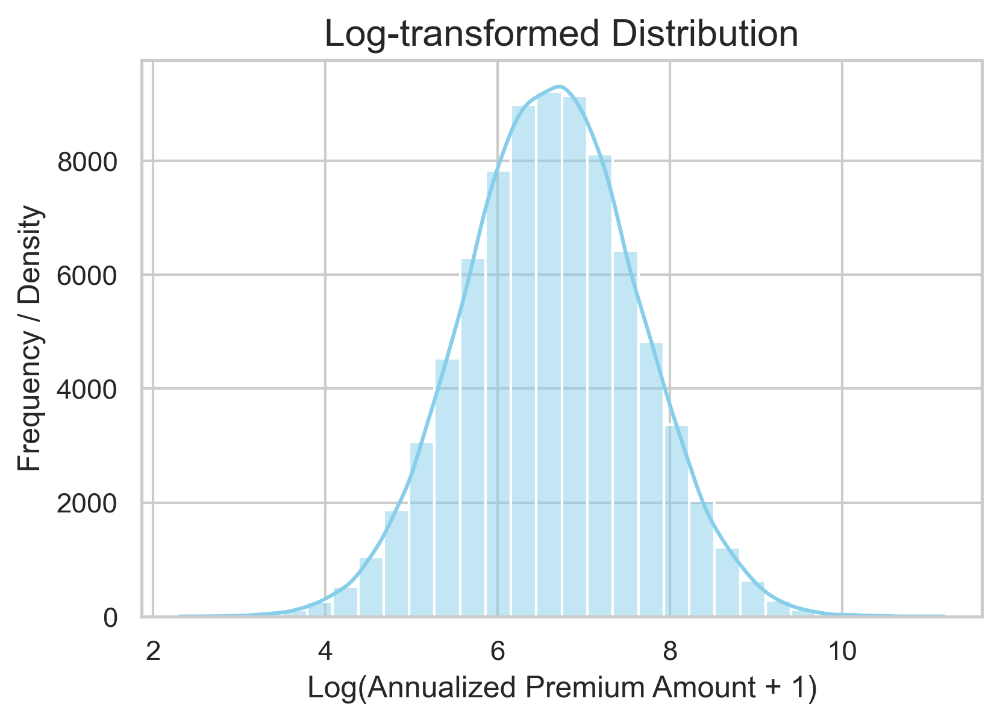 Log-transformed Distribution
Frequency / Density
8000
6000
4000
2000
0
2 4 6 8 10
Log(Annualized Premium Amount + 1)